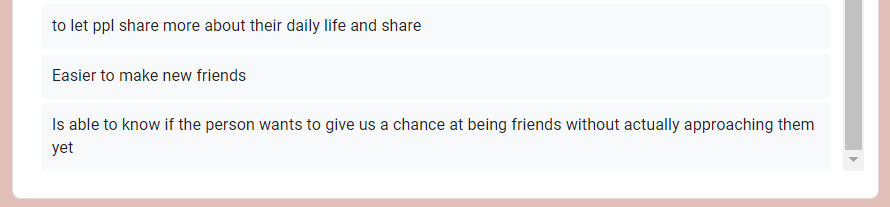 to let ppl share more about their daily life and share
Easier to make new friends
Is able to know if the person wants to give us a chance at being friends without actually approaching them
yet